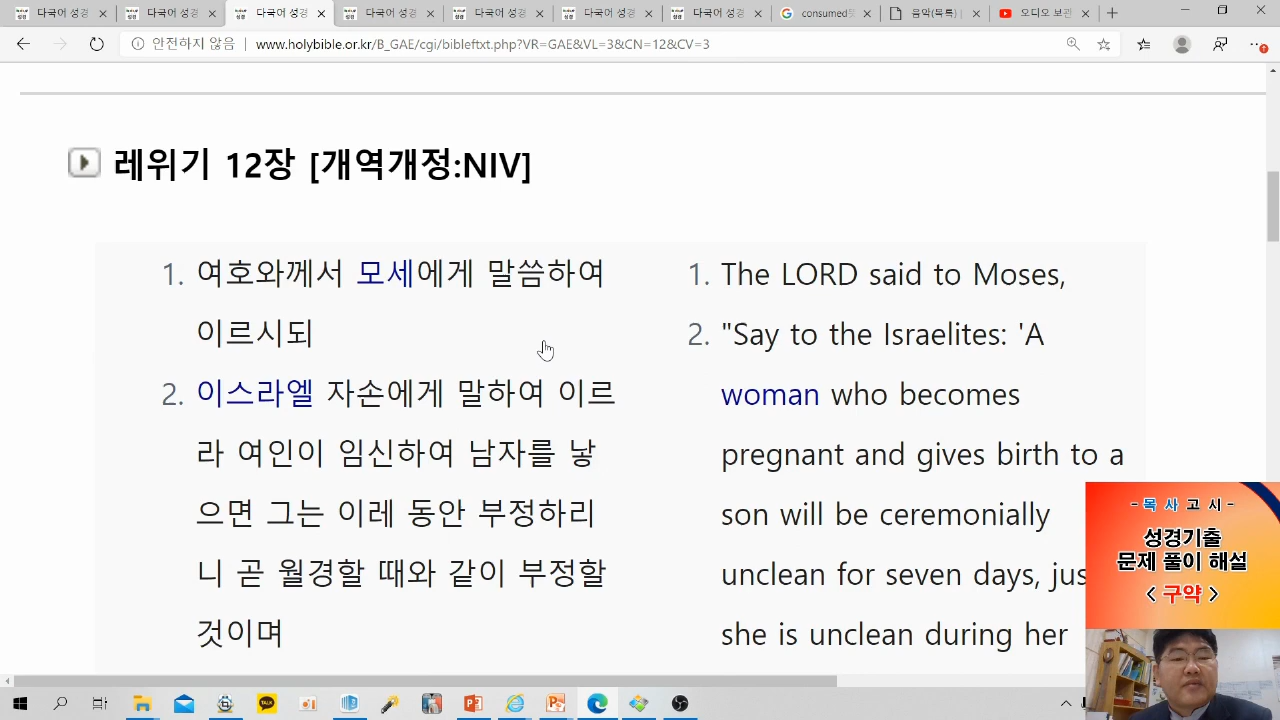 다국어 성경
다국어 성경
다국어 성경
다국어 성경
다국어 성경
다국어 성경
다국어 성경
consumed
음악(목록)
오디오 보관
안전하지 않음 | www.holybible.or.kr/B_GAE/cgi/bibleftxt.php?VR=GAE&VL=3&CN=12&CV=3
레위기 12장 [개역개정:NIV]
1. 여호와께서 모세에게 말씀하여
이르시되
2. 이스라엘 자손에게 말하여 이르
라 여인이 임신하여 남자를 낳
으면 그는 이레 동안 부정하리
니 곧 월경할 때와 같이 부정할
것이며
1. The LORD said to Moses,
2. "Say to the Israelites: 'A
woman who becomes
pregnant and gives birth to a
son will be ceremonially
unclean for seven days, jus
she is unclean during her
- 목 사 고 시 -
성경기출
문제 풀이 해설
< 구약 >
TALK